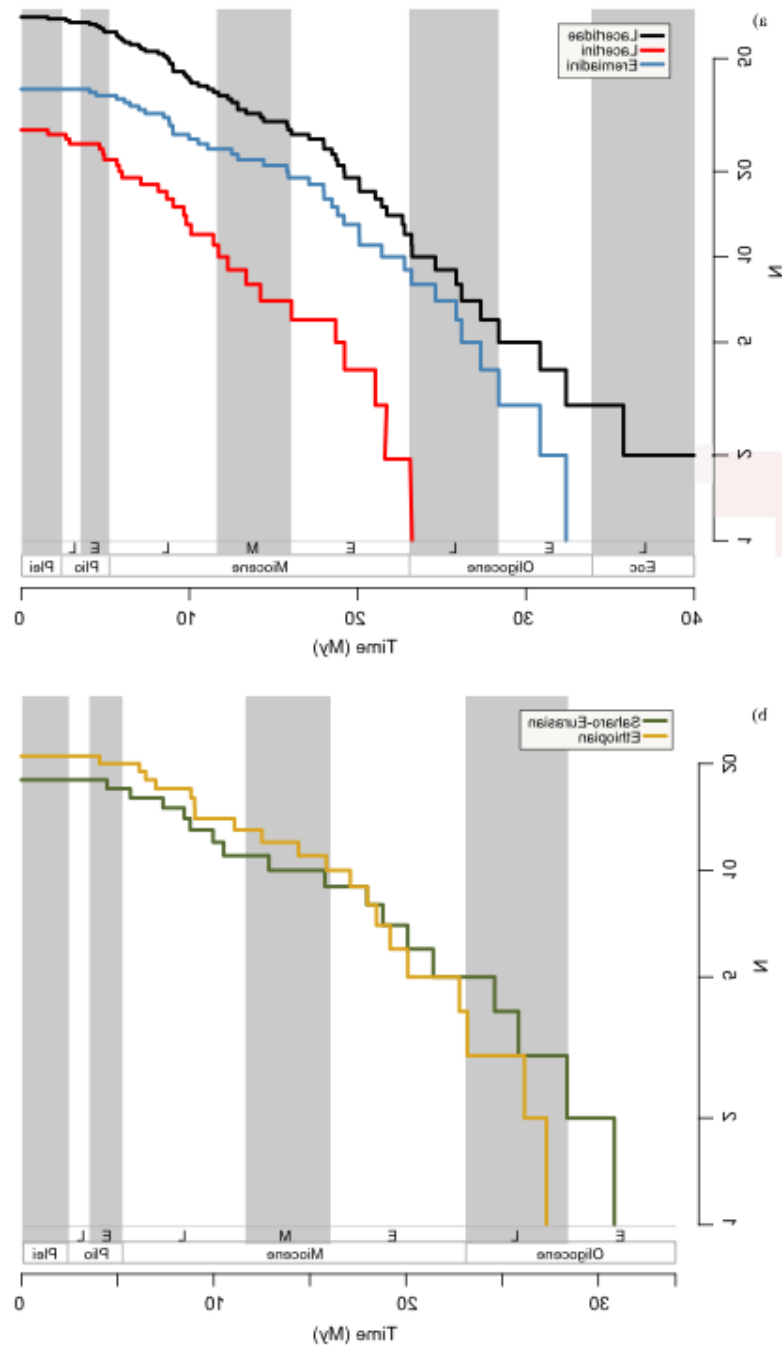 a)
Lacertidae
Lacertini
Eremiadini
50
20
10
5
2
1
N
L E L M E L E L
Plei Plio Miocene Oligocene Eoc
0 10 20 30 40
Time (My)
b)
Saharo-Eurasian
Ethiopian
20
10
5
2
1
N
L E L M E L E
Plei Plio Miocene Oligocene
0 10 20 30
Time (My)